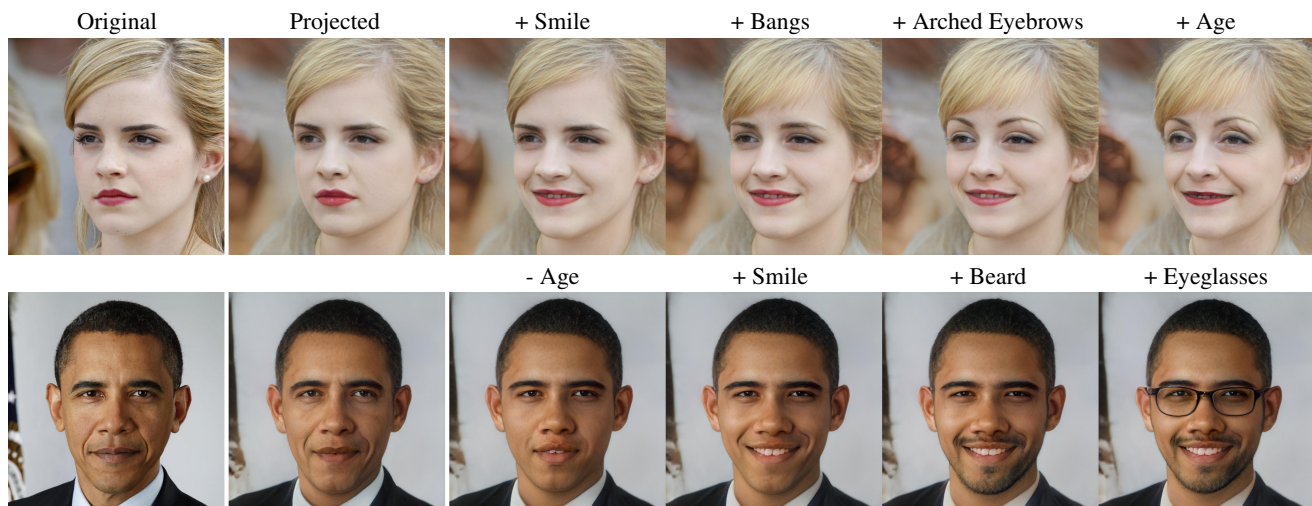 Original Projected + Smile + Bangs + Arched Eyebrows + Age
- Age + Smile + Beard + Eyeglasses